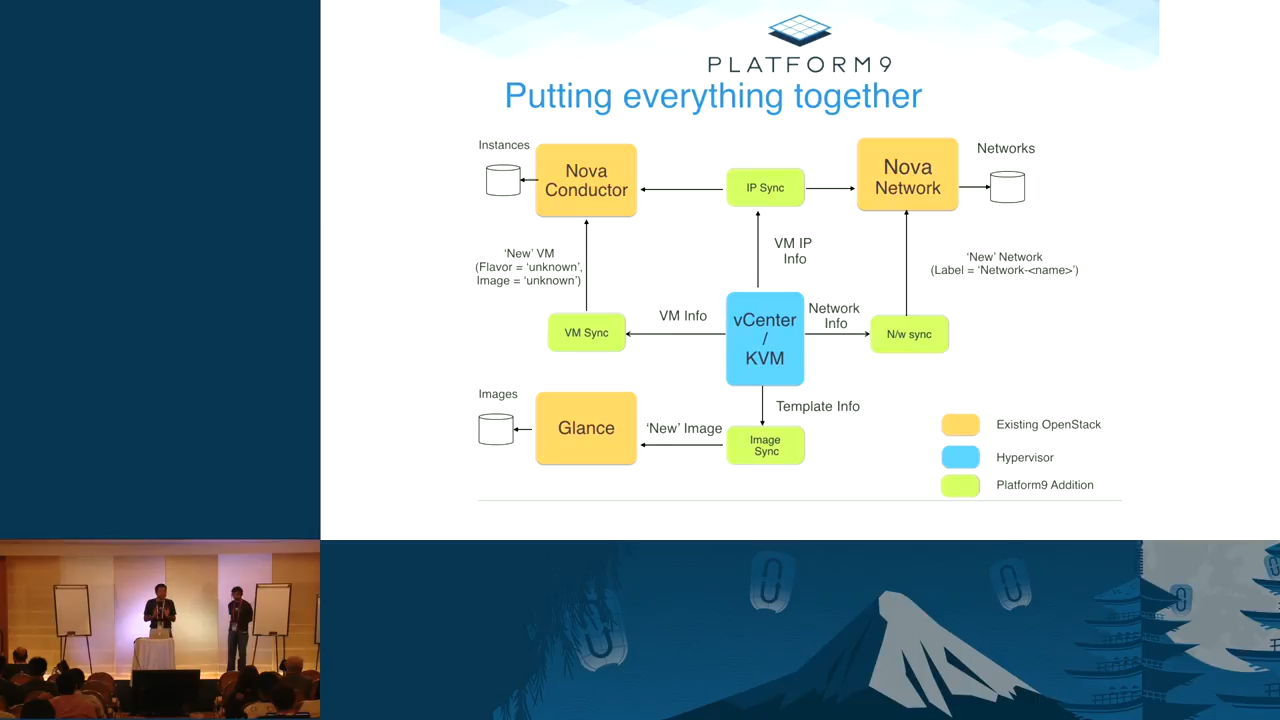 PLATFORM9
Putting everything together
Instances
Nova
Conductor
IP Sync
Nova
Network
Networks
VM IP
Info
'New' VM
(Flavor = 'unknown',
Image = 'unknown')
'New' Network
(Label = 'Network-<name>')
VM Sync
VM Info
vCenter
/
KVM
Network
Info
N/w sync
Images
Glance
'New' Image
Template Info
Image
Sync
Existing OpenStack
Hypervisor
Platform9 Addition